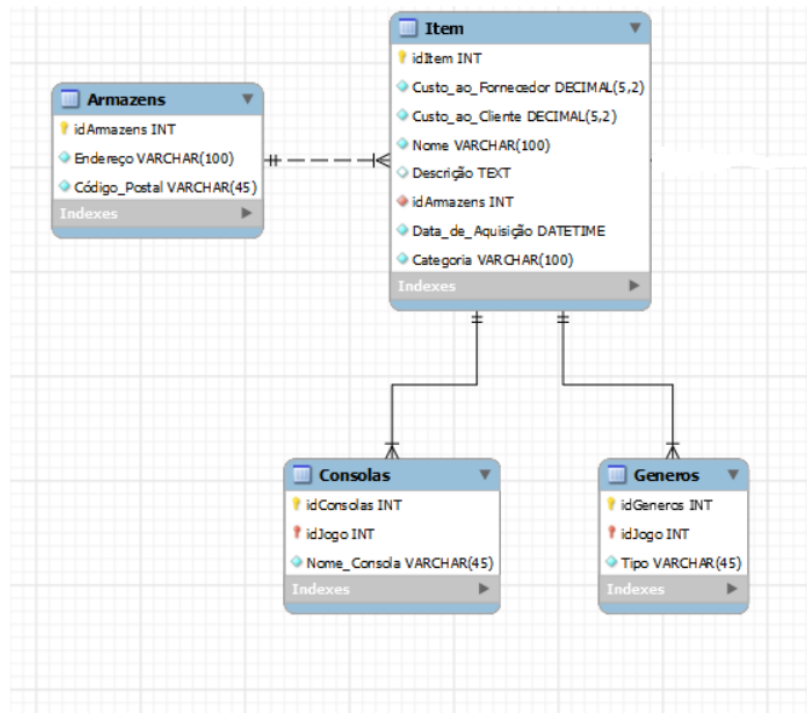 Item
idItem INT
Custo_ao_Fornecedor DECIMAL(5,2)
Custo_ao_Cliente DECIMAL(5,2)
Nome VARCHAR(100)
Descrição TEXT
idArmazens INT
Data_de_Aquisição DATETIME
Categoria VARCHAR(100)
Indexes
Armazens
idArmazens INT
Endereço VARCHAR(100)
Código_Postal VARCHAR(45)
Indexes
Consolas
idConsolas INT
idJogo INT
Nome_Consola VARCHAR(45)
Indexes
Generos
idGeneros INT
idJogo INT
Tipo VARCHAR(45)
Indexes